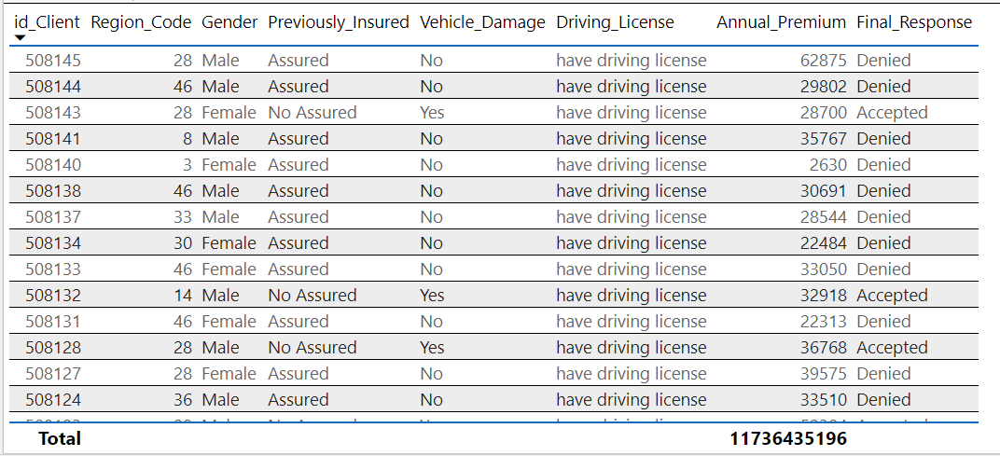 id_Client Region_Code Gender Previously_Insured Vehicle_Damage Driving_License Annual_Premium Final_Response
508145 28 Male Assured No have driving license 62875 Denied
508144 46 Male Assured No have driving license 29802 Denied
508143 28 Female No Assured Yes have driving license 28700 Accepted
508141 8 Male Assured No have driving license 35767 Denied
508140 3 Female Assured No have driving license 2630 Denied
508138 46 Male Assured No have driving license 30691 Denied
508137 33 Male Assured No have driving license 28544 Denied
508134 30 Female Assured No have driving license 22484 Denied
508133 46 Female Assured No have driving license 33050 Denied
508132 14 Male No Assured Yes have driving license 32918 Accepted
508131 46 Female Assured No have driving license 22313 Denied
508128 28 Male No Assured Yes have driving license 36768 Accepted
508127 28 Female Assured No have driving license 39575 Denied
508124 36 Male Assured No have driving license 33510 Denied
Total 11736435196